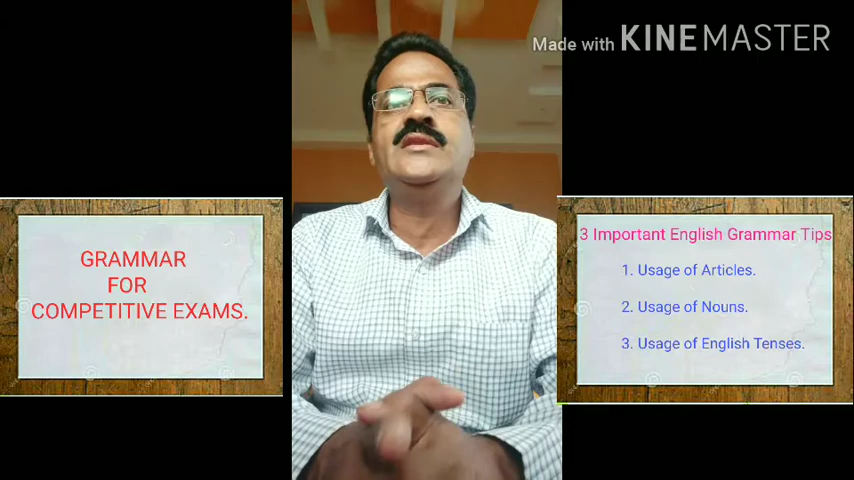 Made with KINEMASTER
GRAMMAR
FOR
COMPETITIVE EXAMS.
3 Important English Grammar Tips
1. Usage of Articles.
2. Usage of Nouns.
3. Usage of English Tenses.